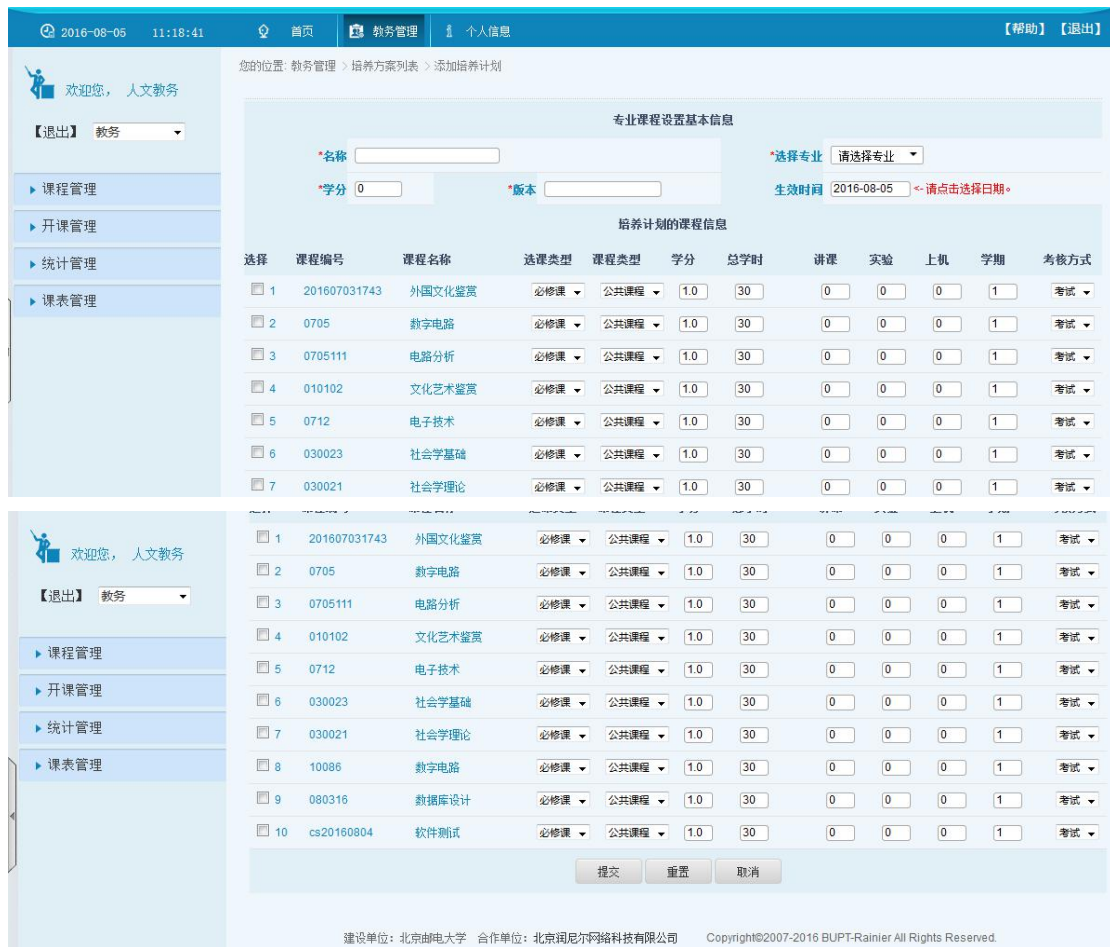 2016-08-05 11:18:41 首页 教务管理 个人信息 【帮助】【退出】
您的位置: 教务管理 > 培养方案列表 > 添加培养计划
欢迎您， 人文教务
【退出】 教务
课程管理
开课管理
统计管理
课表管理
专业课程设置基本信息
*名称 *选择专业 请选择专业
*学分 0 *版本 生效时间 2016-08-05 <-请点击选择日期。
培养计划的课程信息
选择 课程编号 课程名称 选课类型 课程类型 学分 总学时 讲课 实验 上机 学期 考核方式
1 201607031743 外国文化鉴赏 必修课 公共课程 1.0 30 0 0 0 1 考试
2 0705 数字电路 必修课 公共课程 1.0 30 0 0 0 1 考试
3 0705111 电路分析 必修课 公共课程 1.0 30 0 0 0 1 考试
4 010102 文化艺术鉴赏 必修课 公共课程 1.0 30 0 0 0 1 考试
5 0712 电子技术 必修课 公共课程 1.0 30 0 0 0 1 考试
6 030023 社会学基础 必修课 公共课程 1.0 30 0 0 0 1 考试
7 030021 社会学理论 必修课 公共课程 1.0 30 0 0 0 1 考试
欢迎您， 人文教务
【退出】 教务
课程管理
开课管理
统计管理
课表管理
1 201607031743 外国文化鉴赏 必修课 公共课程 1.0 30 0 0 0 1 考试
2 0705 数字电路 必修课 公共课程 1.0 30 0 0 0 1 考试
3 0705111 电路分析 必修课 公共课程 1.0 30 0 0 0 1 考试
4 010102 文化艺术鉴赏 必修课 公共课程 1.0 30 0 0 0 1 考试
5 0712 电子技术 必修课 公共课程 1.0 30 0 0 0 1 考试
6 030023 社会学基础 必修课 公共课程 1.0 30 0 0 0 1 考试
7 030021 社会学理论 必修课 公共课程 1.0 30 0 0 0 1 考试
8 10086 数字电路 必修课 公共课程 1.0 30 0 0 0 1 考试
9 080316 数据库设计 必修课 公共课程 1.0 30 0 0 0 1 考试
10 cs20160804 软件测试 必修课 公共课程 1.0 30 0 0 0 1 考试
提交 重置 取消
建设单位：北京邮电大学 合作单位：北京润尼尔网络科技有限公司 Copyright©2007-2016 BUPT-Rainier All Rights Reserved.